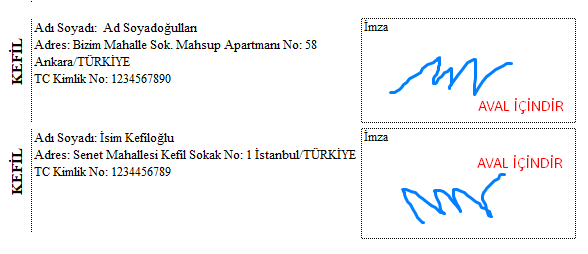 KEFİL
Adı Soyadı:  Ad Soyadoğulları
Adres: Bizim Mahalle Sok. Mahsup Apartmanı No: 58
Ankara/TÜRKİYE
TC Kimlik No: 1234567890
İmza
AVAL İÇİNDİR
KEFİL
Adı Soyadı: İsim Kefiloğlu
Adres: Senet Mahallesi Kefil Sokak No: 1 İstanbul/TÜRKİYE
TC Kimlik No: 1234456789
İmza
AVAL İÇİNDİR